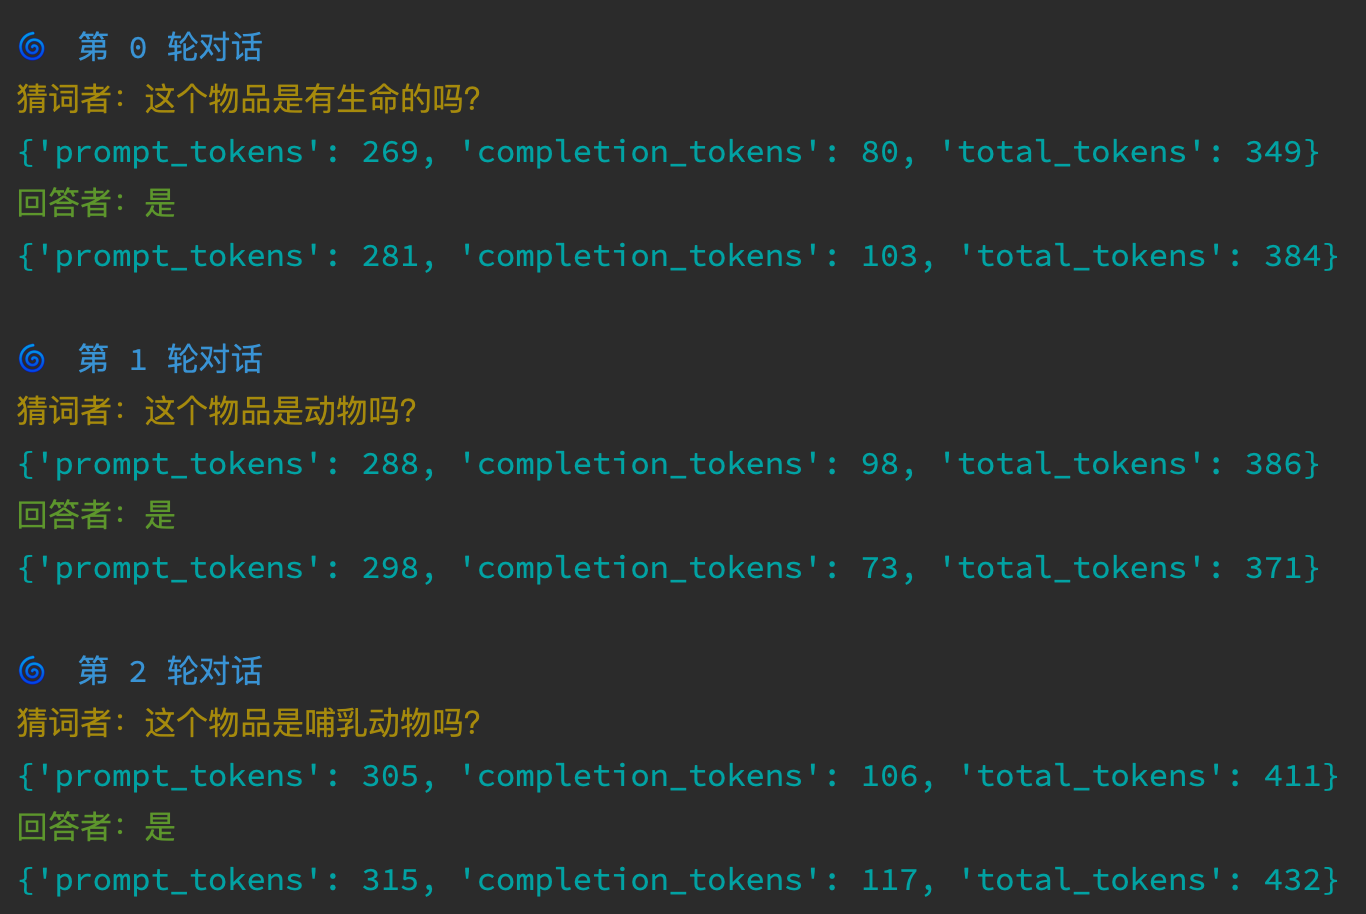 🌀 第 0 轮对话
猜词者：这个物品是有生命的吗？
{'prompt_tokens': 269, 'completion_tokens': 80, 'total_tokens': 349}
回答者：是
{'prompt_tokens': 281, 'completion_tokens': 103, 'total_tokens': 384}
🌀 第 1 轮对话
猜词者：这个物品是动物吗？
{'prompt_tokens': 288, 'completion_tokens': 98, 'total_tokens': 386}
回答者：是
{'prompt_tokens': 298, 'completion_tokens': 73, 'total_tokens': 371}
🌀 第 2 轮对话
猜词者：这个物品是哺乳动物吗？
{'prompt_tokens': 305, 'completion_tokens': 106, 'total_tokens': 411}
回答者：是
{'prompt_tokens': 315, 'completion_tokens': 117, 'total_tokens': 432}